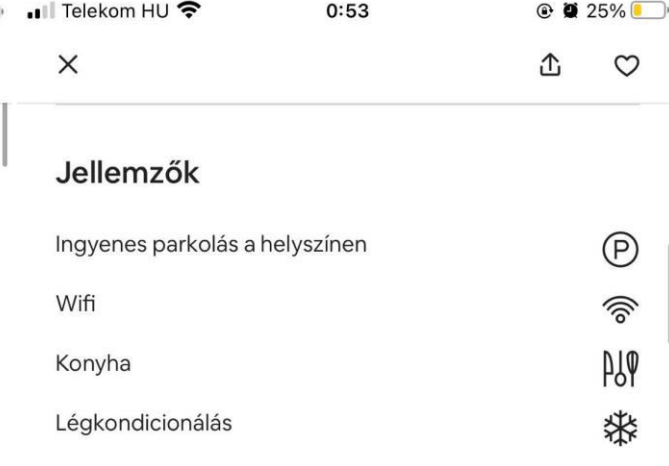 Telekom HU 0:53 25%
Jellemzők
Ingyenes parkolás a helyszínen
P
Wifi
Konyha
Légkondicionálás